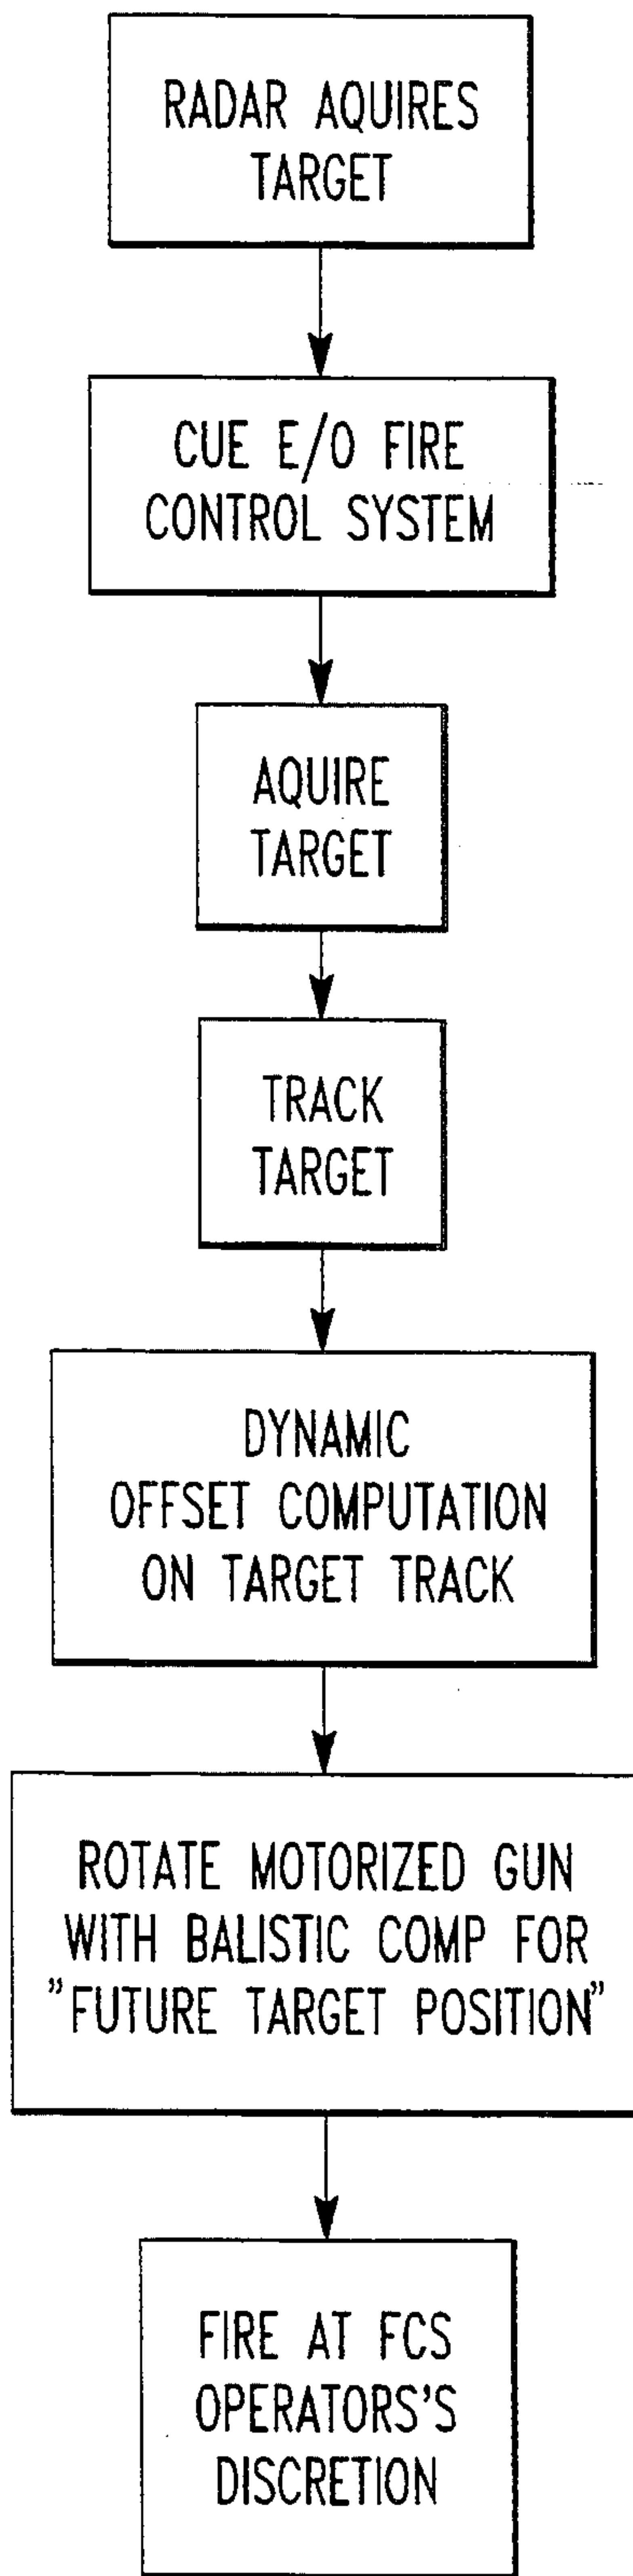 RADAR AQUIRES
TARGET
CUE E/O FIRE
CONTROL SYSTEM
AQUIRE
TARGET
TRACK
TARGET
DYNAMIC
OFFSET COMPUTATION
ON TARGET TRACK
ROTATE MOTORIZED GUN
WITH BALISTIC COMP FOR
"FUTURE TARGET POSITION"
FIRE AT FCS
OPERATORS'S
DISCRETION